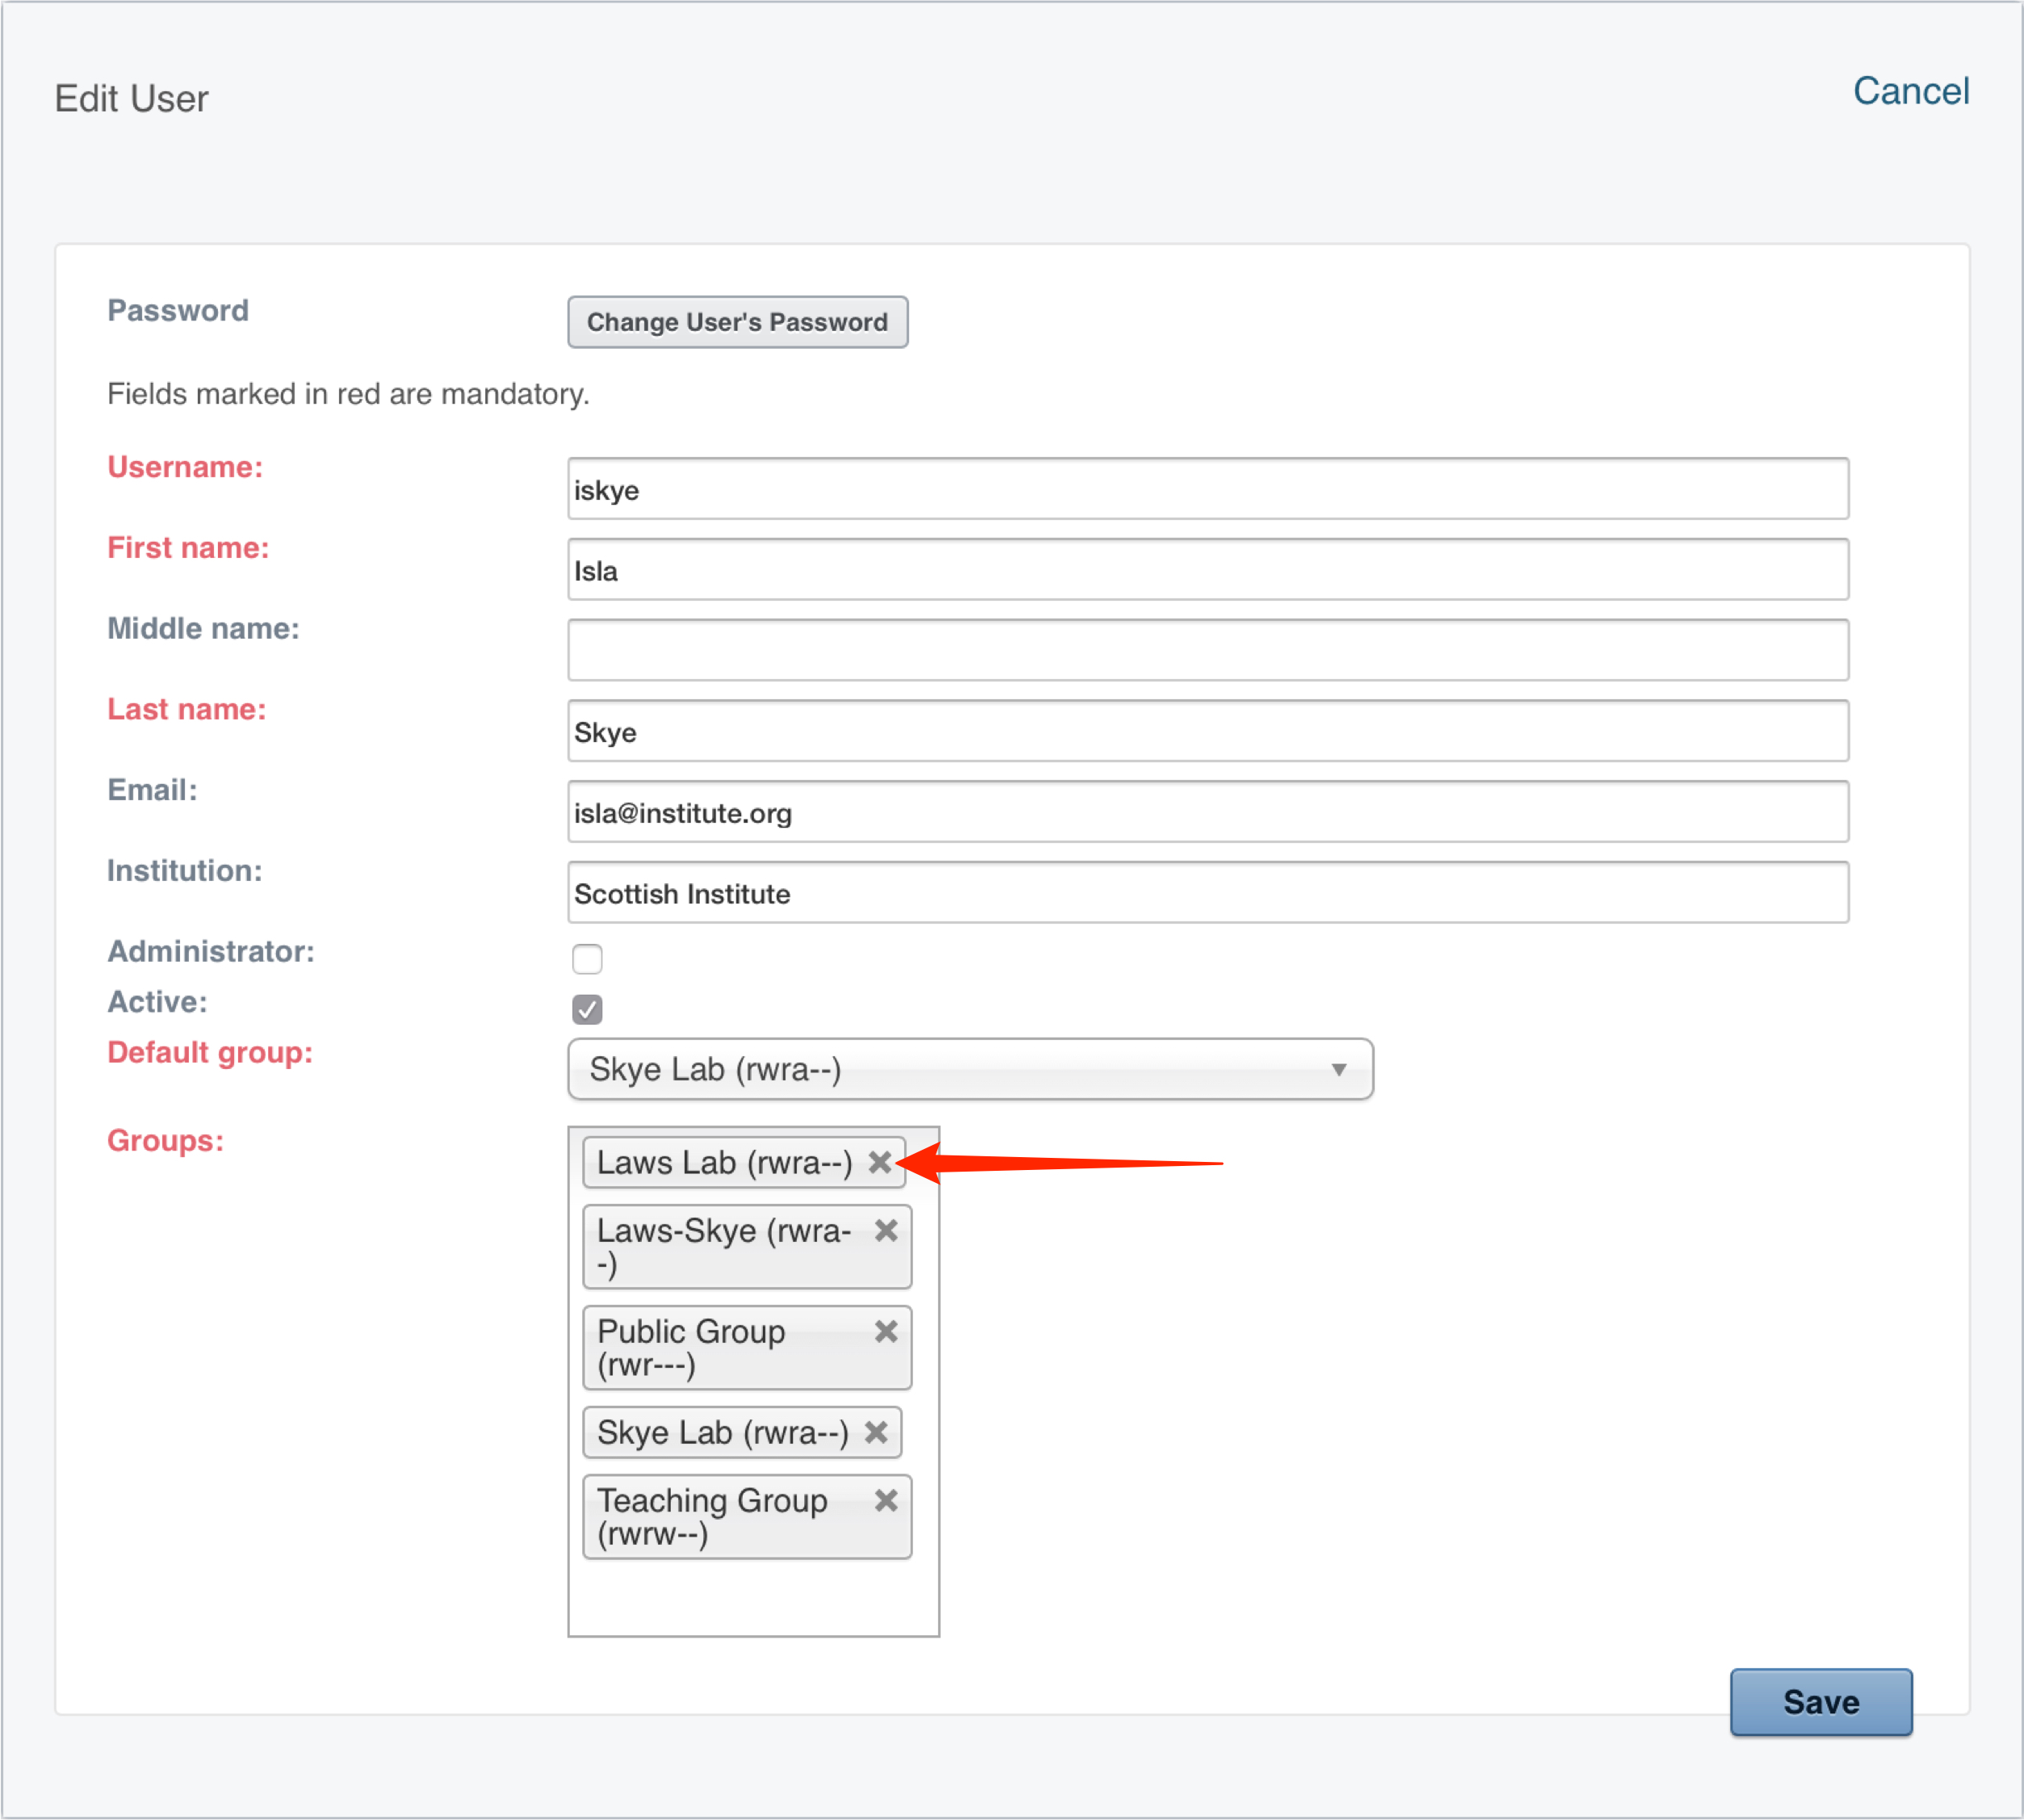 Edit User
Cancel
Password
Change User's Password
Fields marked in red are mandatory.
Username:
iskye
First name:
Isla
Middle name:
Last name:
Skye
Email:
isla@institute.org
Institution:
Scottish Institute
Administrator:
Active:
Default group:
Skye Lab (rwra--)
Groups:
Laws Lab (rwra--)
Laws-Skye (rwra-
-)
Public Group
(rwr---)
Skye Lab (rwra--)
Teaching Group
(rwrw--)
Save